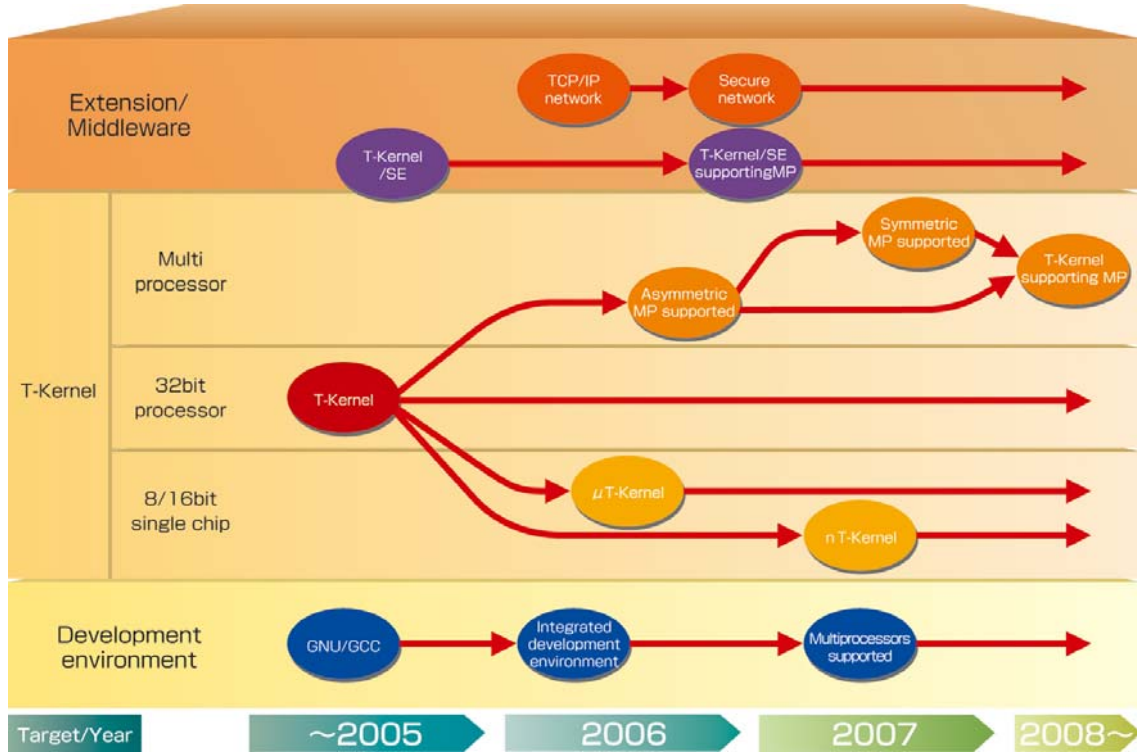 Extension/
Middleware
TCP/IP
network
Secure
network
T-Kernel
/SE
T-Kernel/SE
supportingMP
T-Kernel
Multi
processor
Asymmetric
MP supported
Symmetric
MP supported
T-Kernel
supporting MP
32bit
processor
T-Kernel
8/16bit
single chip
μT-Kernel
n T-Kernel
Development
environment
GNU/GCC
Integrated
development
environment
Multiprocessors
supported
Target/Year
~2005
2006
2007
2008~